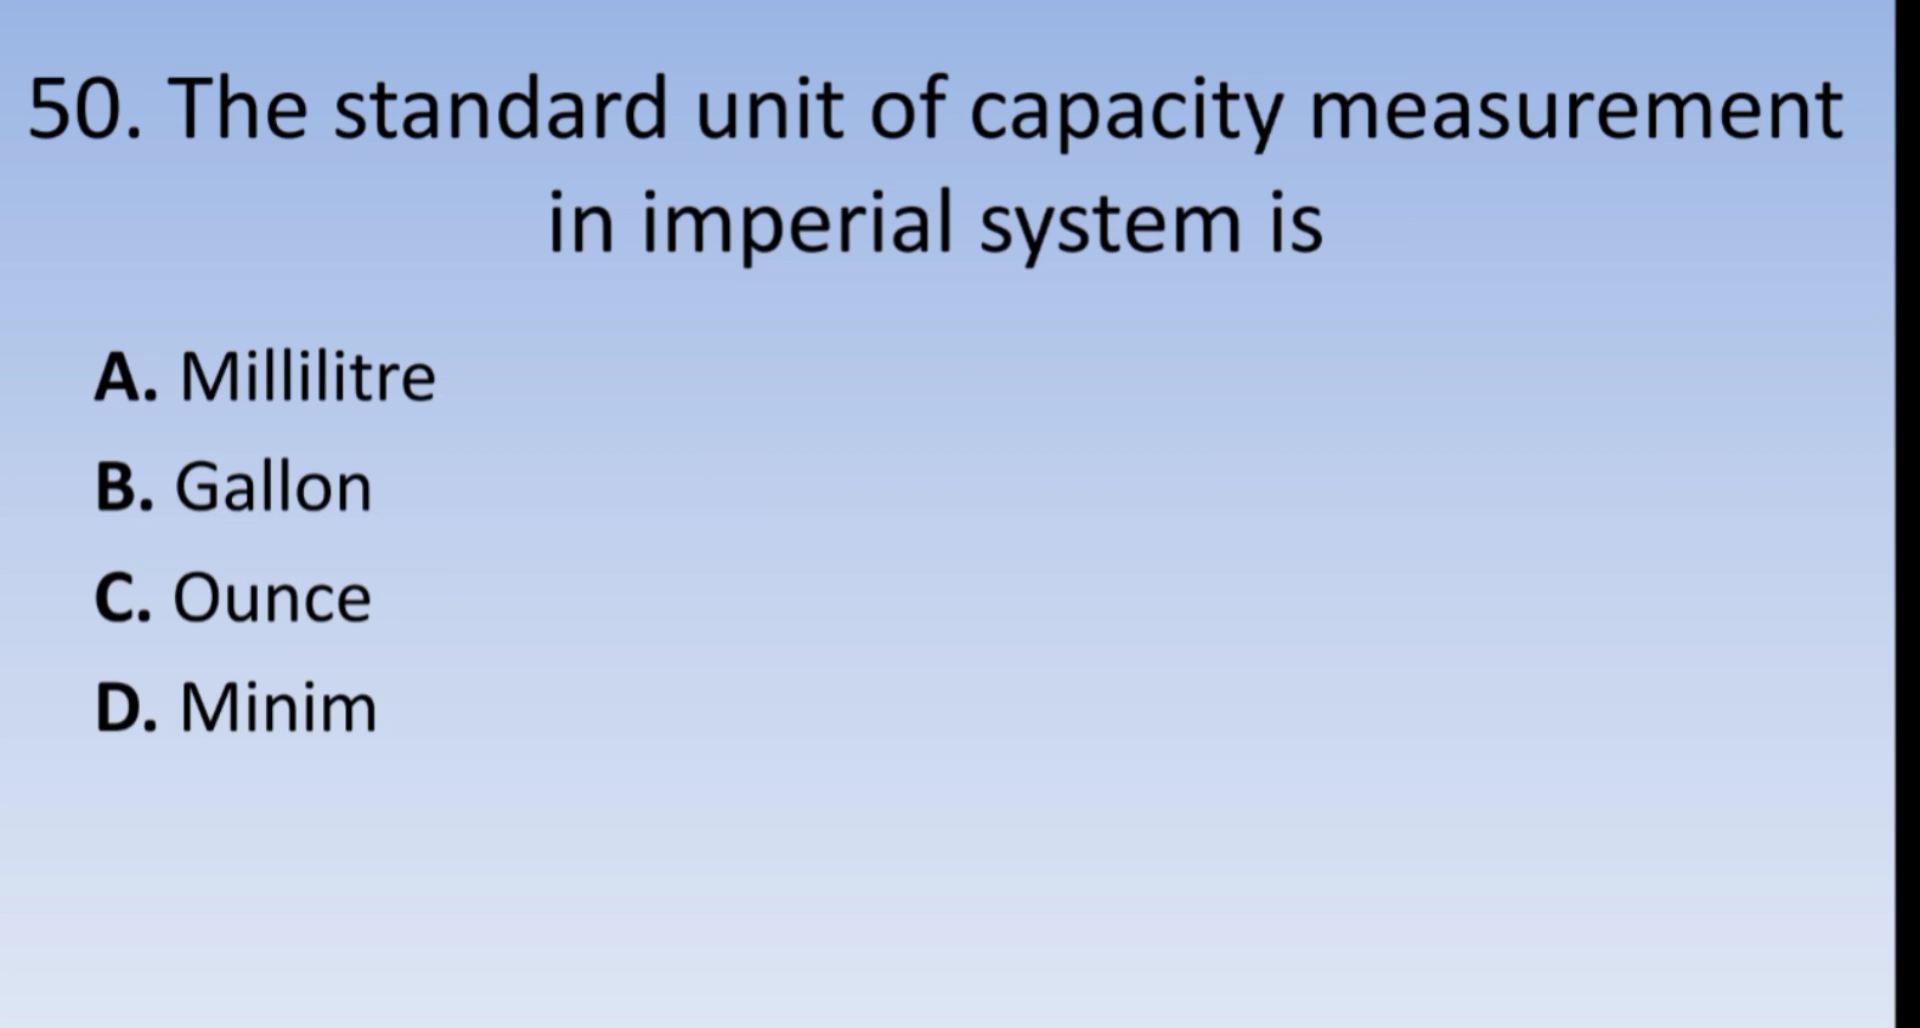 50. The standard unit of capacity measurement
in imperial system is
A. Millilitre
B. Gallon
C. Ounce
D. Minim